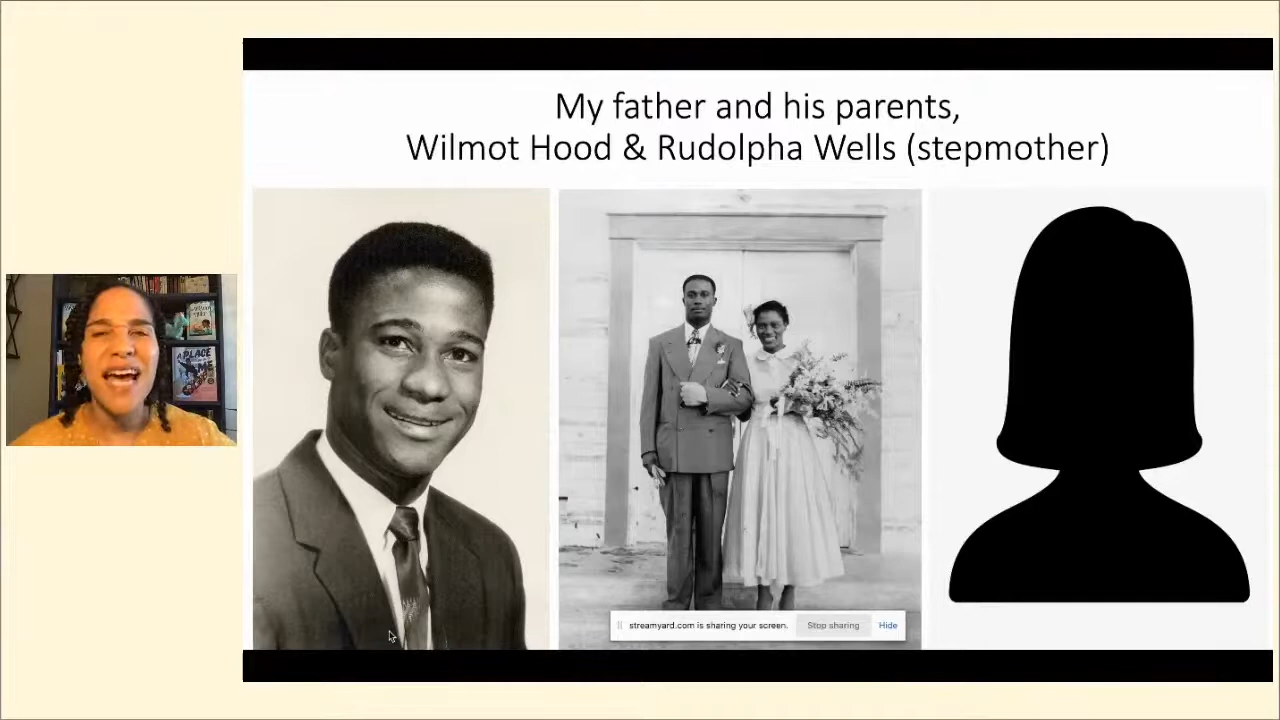 My father and his parents,
Wilmot Hood & Rudolpha Wells (stepmother)
A PLACE
streamyard.com is sharing your screen. Stop sharing Hide